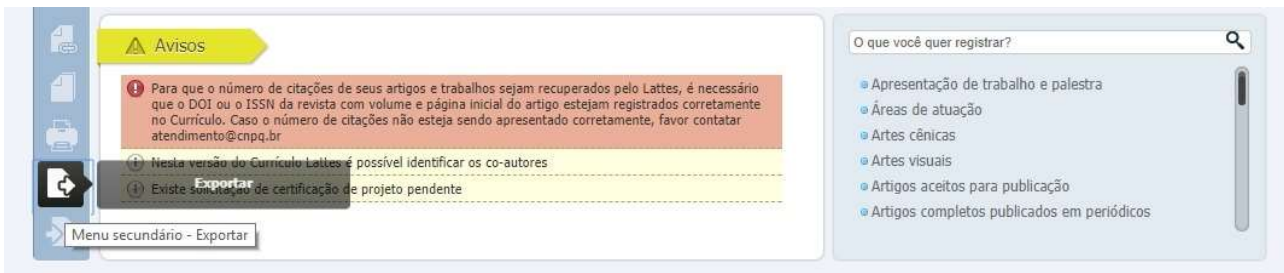 Avisos
Para que o número de citações de seus artigos e trabalhos sejam recuperados pelo Lattes, é necessário
que o DOI ou o ISSN da revista com volume e página inicial do artigo estejam registrados corretamente
no Currículo. Caso o número de citações não esteja sendo apresentado corretamente, favor contatar
atendimento@cnpq.br
Nesta versão do Currículo Lattes é possível identificar os co-autores
Exportar
Existe solicitação de certificação de projeto pendente
Menu secundário - Exportar
O que você quer registrar?
Apresentação de trabalho e palestra
Áreas de atuação
Artes cênicas
Artes visuais
Artigos aceitos para publicação
Artigos completos publicados em periódicos